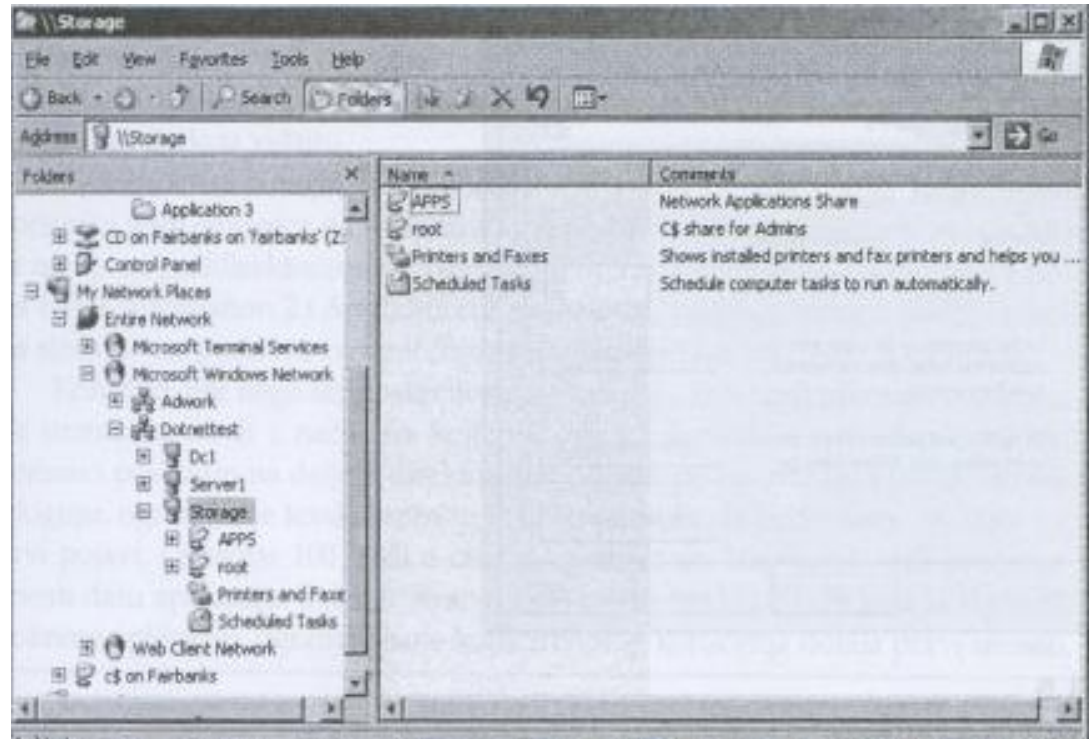 \\Storage
File Edit View Favorites Tools Help
Back Search Folders
Address \\Storage Go
Folders
Application 3
CD on Fairbanks on 'Fairbanks' (Z:
Control Panel
My Network Places
Entire Network
Microsoft Terminal Services
Microsoft Windows Network
Adwork
Dotnettest
Dc1
Server1
Storage
APPS
root
Printers and Faxe
Scheduled Tasks
Web Client Network
c$ on Fairbanks
Name Comments
APPS Network Applications Share
root C$ share for Admins
Printers and Faxes Shows installed printers and fax printers and helps you ...
Scheduled Tasks Schedule computer tasks to run automatically.